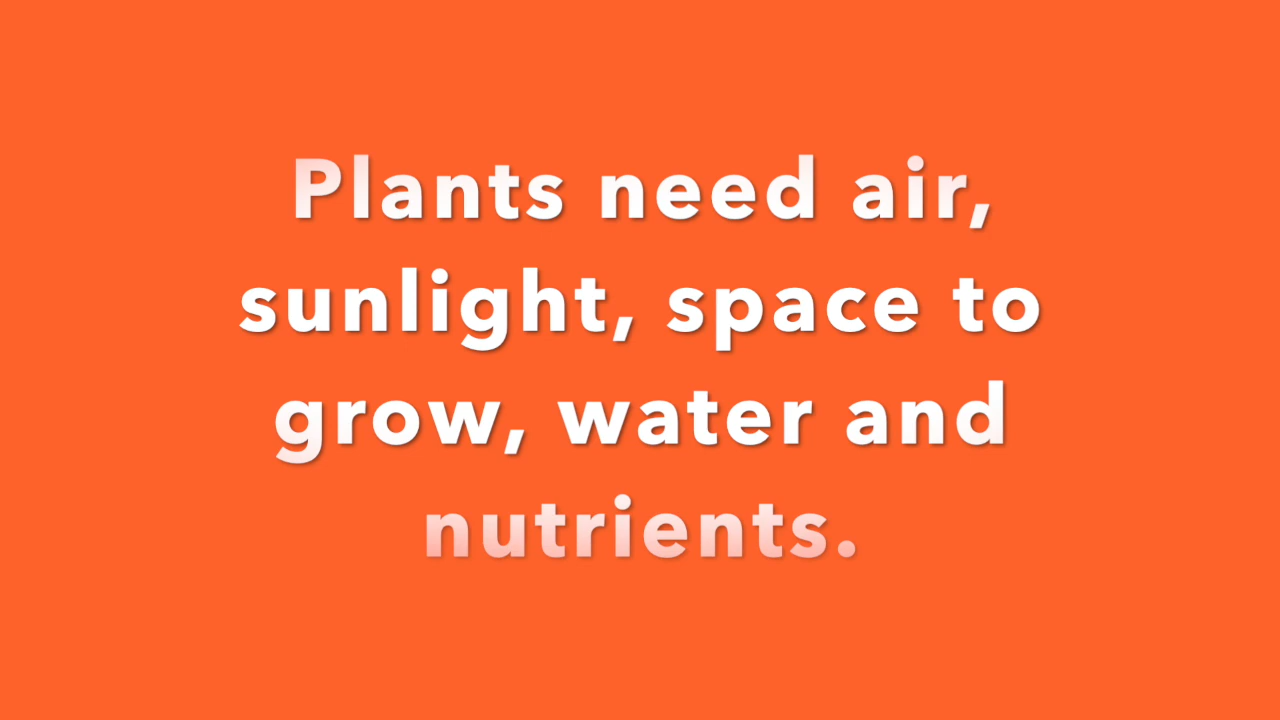 Plants need air,
sunlight, space to
grow, water and
nutrients.